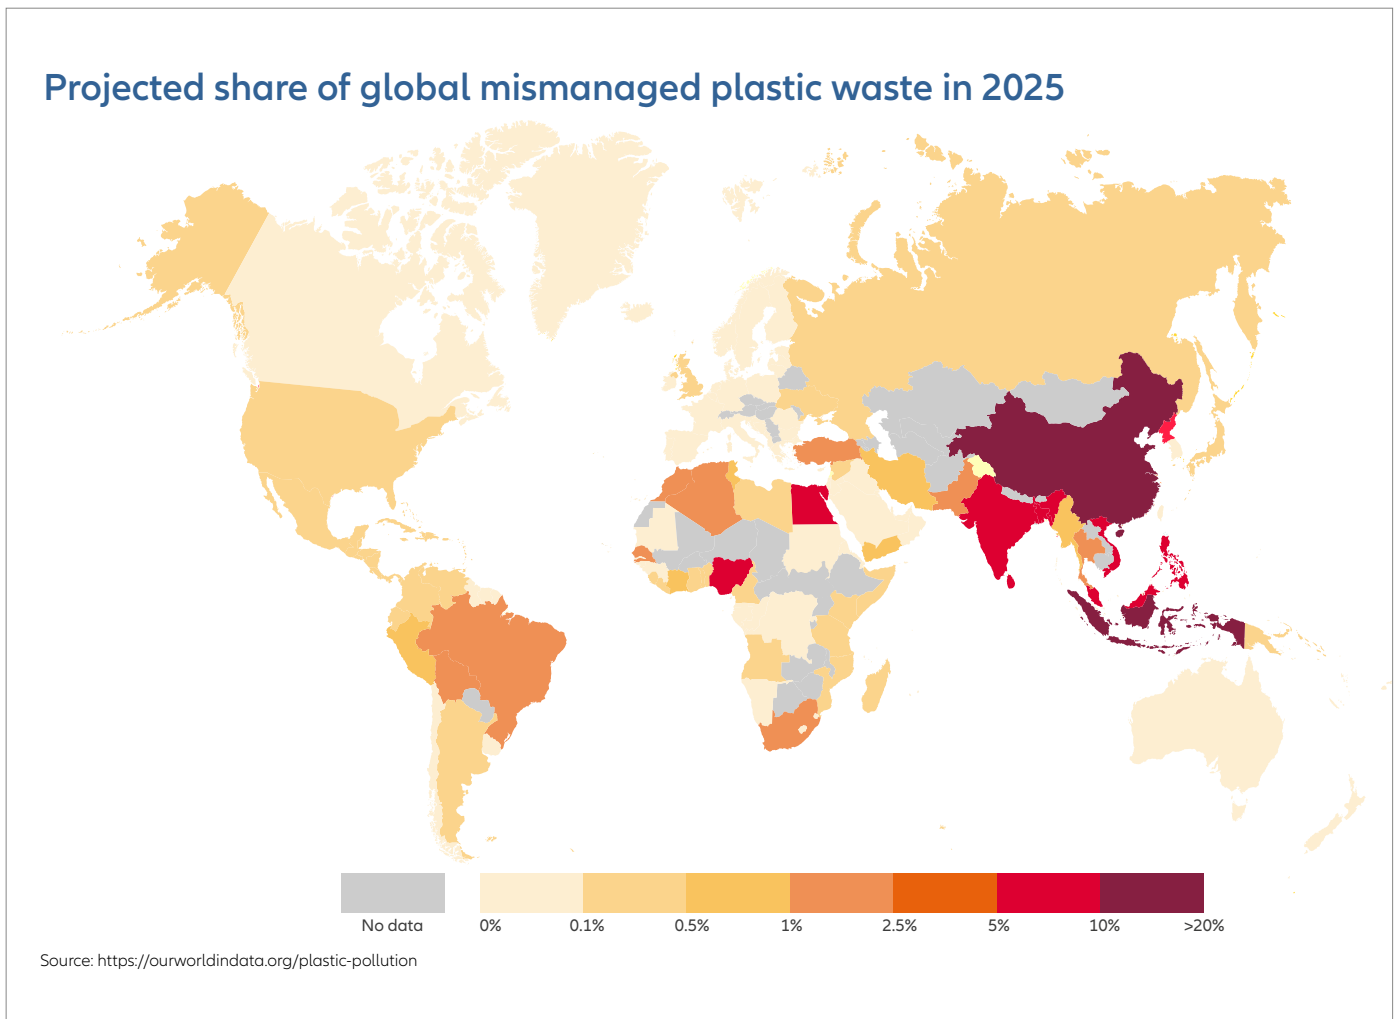 Projected share of global mismanaged plastic waste in 2025
No data 0% 0.1% 0.5% 1% 2.5% 5% 10% >20%
Source: https://ourworldindata.org/plastic-pollution